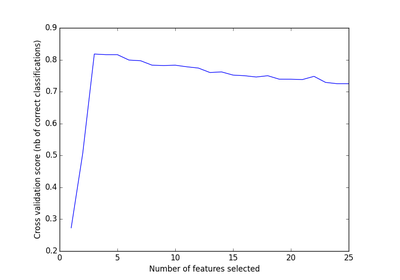 Cross validation score (nb of correct classifications)
0.9
0.8
0.7
0.6
0.5
0.4
0.3
0.2
0 5 10 15 20 25
Number of features selected